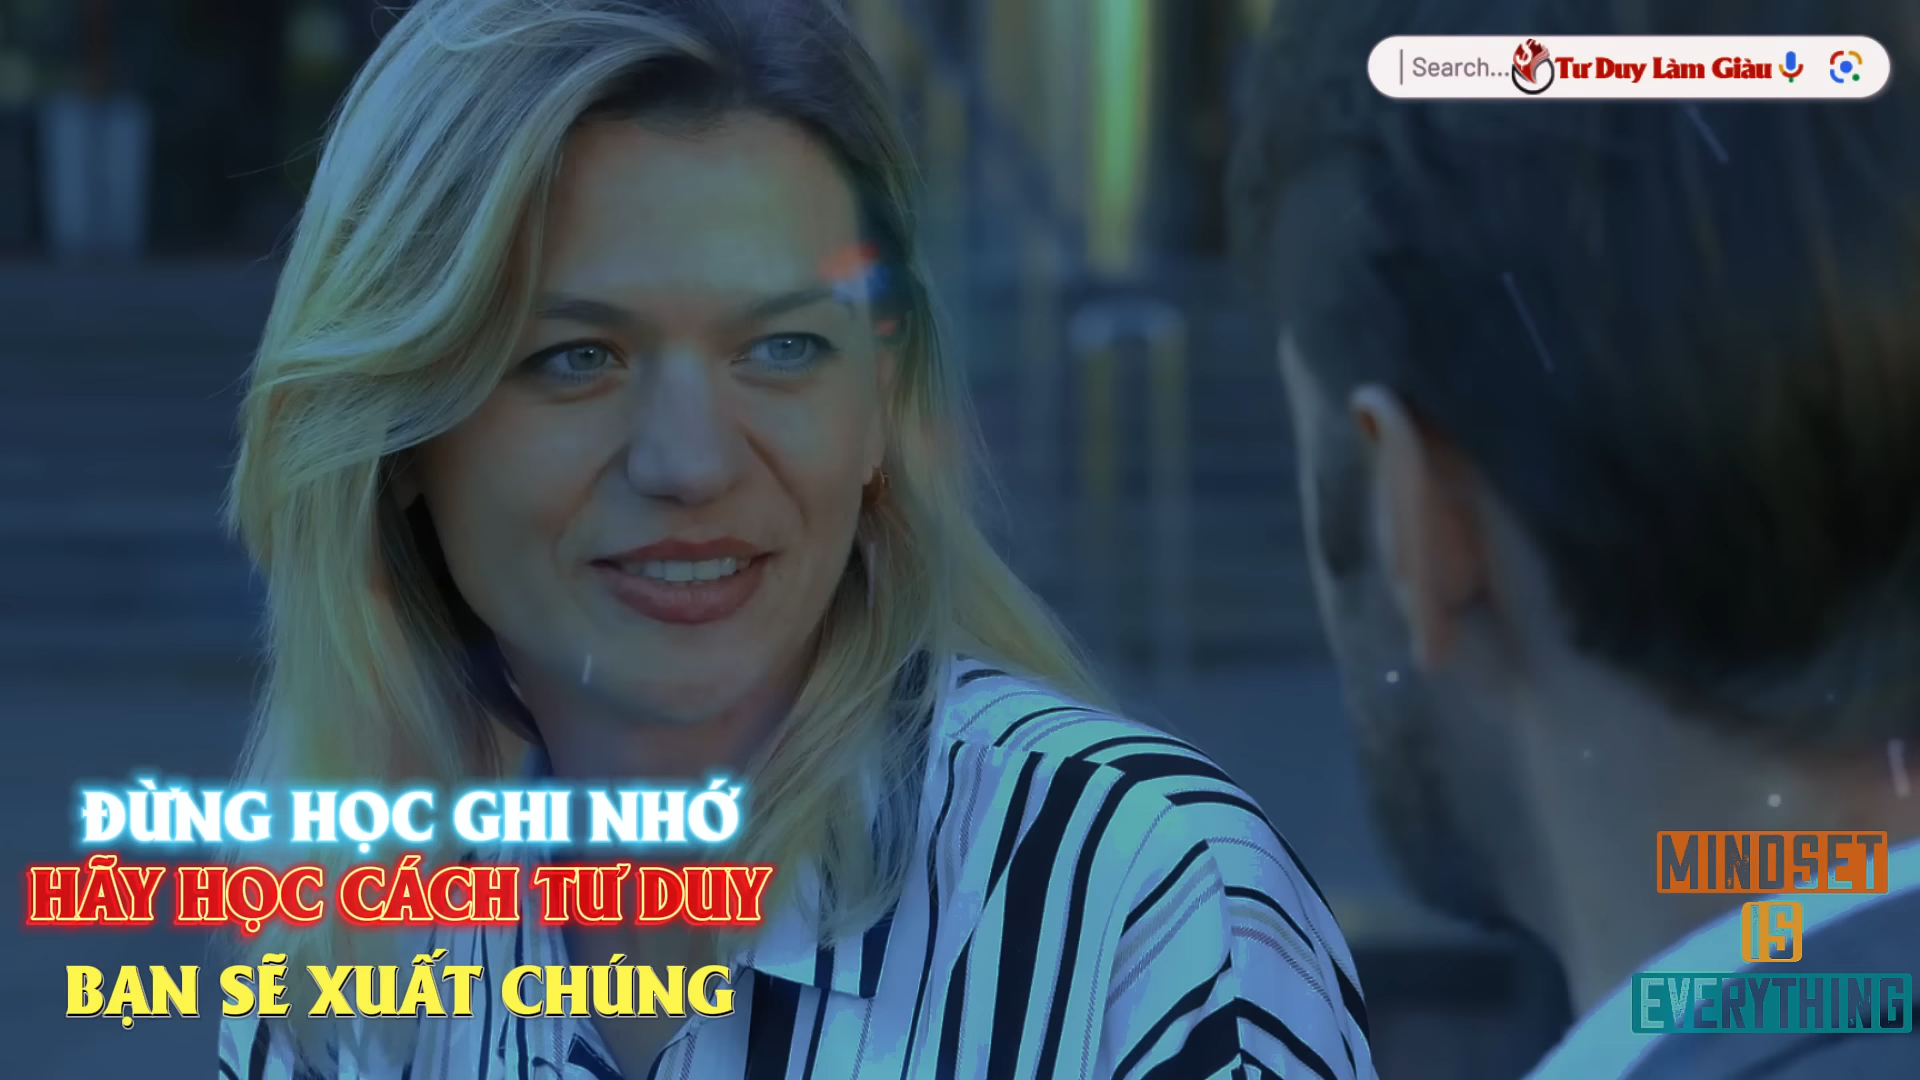 Search... Tư Duy Làm Giàu
ĐỪNG HỌC GHI NHỚ
HÃY HỌC CÁCH TƯ DUY
BẠN SẼ XUẤT CHÚNG
MINDSET
IS
EVERYTHING